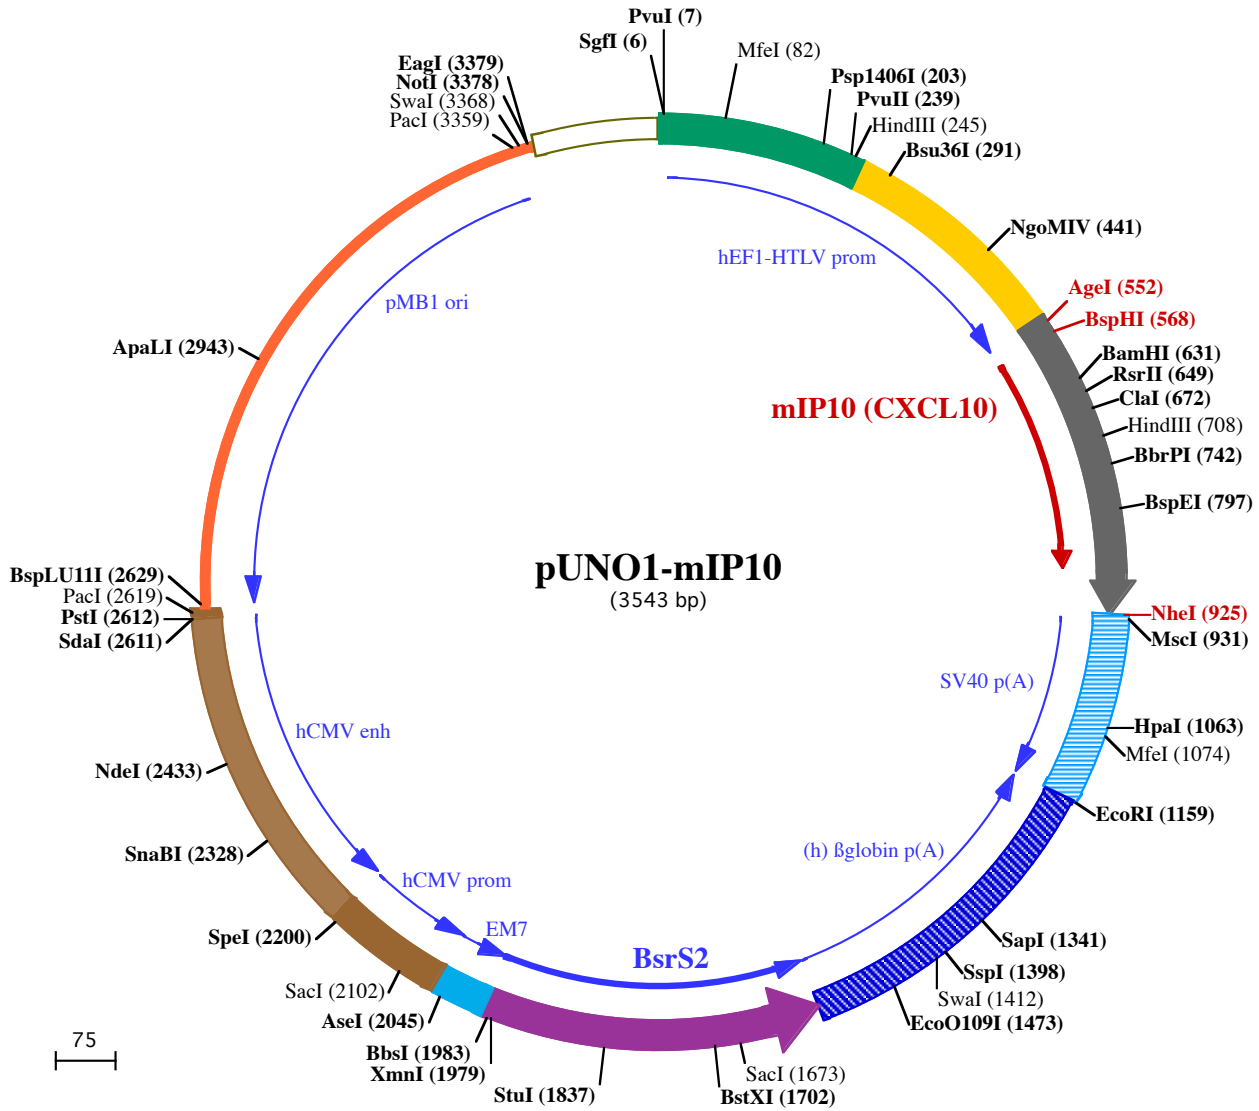 PvuI (7)
SgfI (6)
MfeI (82)
EagI (3379)
NotI (3378)
SwaI (3368)
PacI (3359)
Psp1406I (203)
PvuII (239)
HindIII (245)
Bsu36I (291)
NgoMIV (441)
hEF1-HTLV prom
pMB1 ori
AgeI (552)
BspHI (568)
ApaLI (2943)
BamHI (631)
RsrII (649)
ClaI (672)
HindIII (708)
BbrPI (742)
BspEI (797)
mIP10 (CXCL10)
pUNO1-mIP10
(3543 bp)
BspLU11I (2629)
PacI (2619)
PstI (2612)
SdaI (2611)
NheI (925)
MscI (931)
SV40 p(A)
hCMV enh
HpaI (1063)
MfeI (1074)
NdeI (2433)
EcoRI (1159)
SnaBI (2328)
(h) ßglobin p(A)
hCMV prom
EM7
SpeI (2200)
BsrS2
SapI (1341)
SspI (1398)
SwaI (1412)
EcoO109I (1473)
SacI (2102)
AseI (2045)
BbsI (1983)
XmnI (1979)
StuI (1837)
SacI (1673)
BstXI (1702)
75